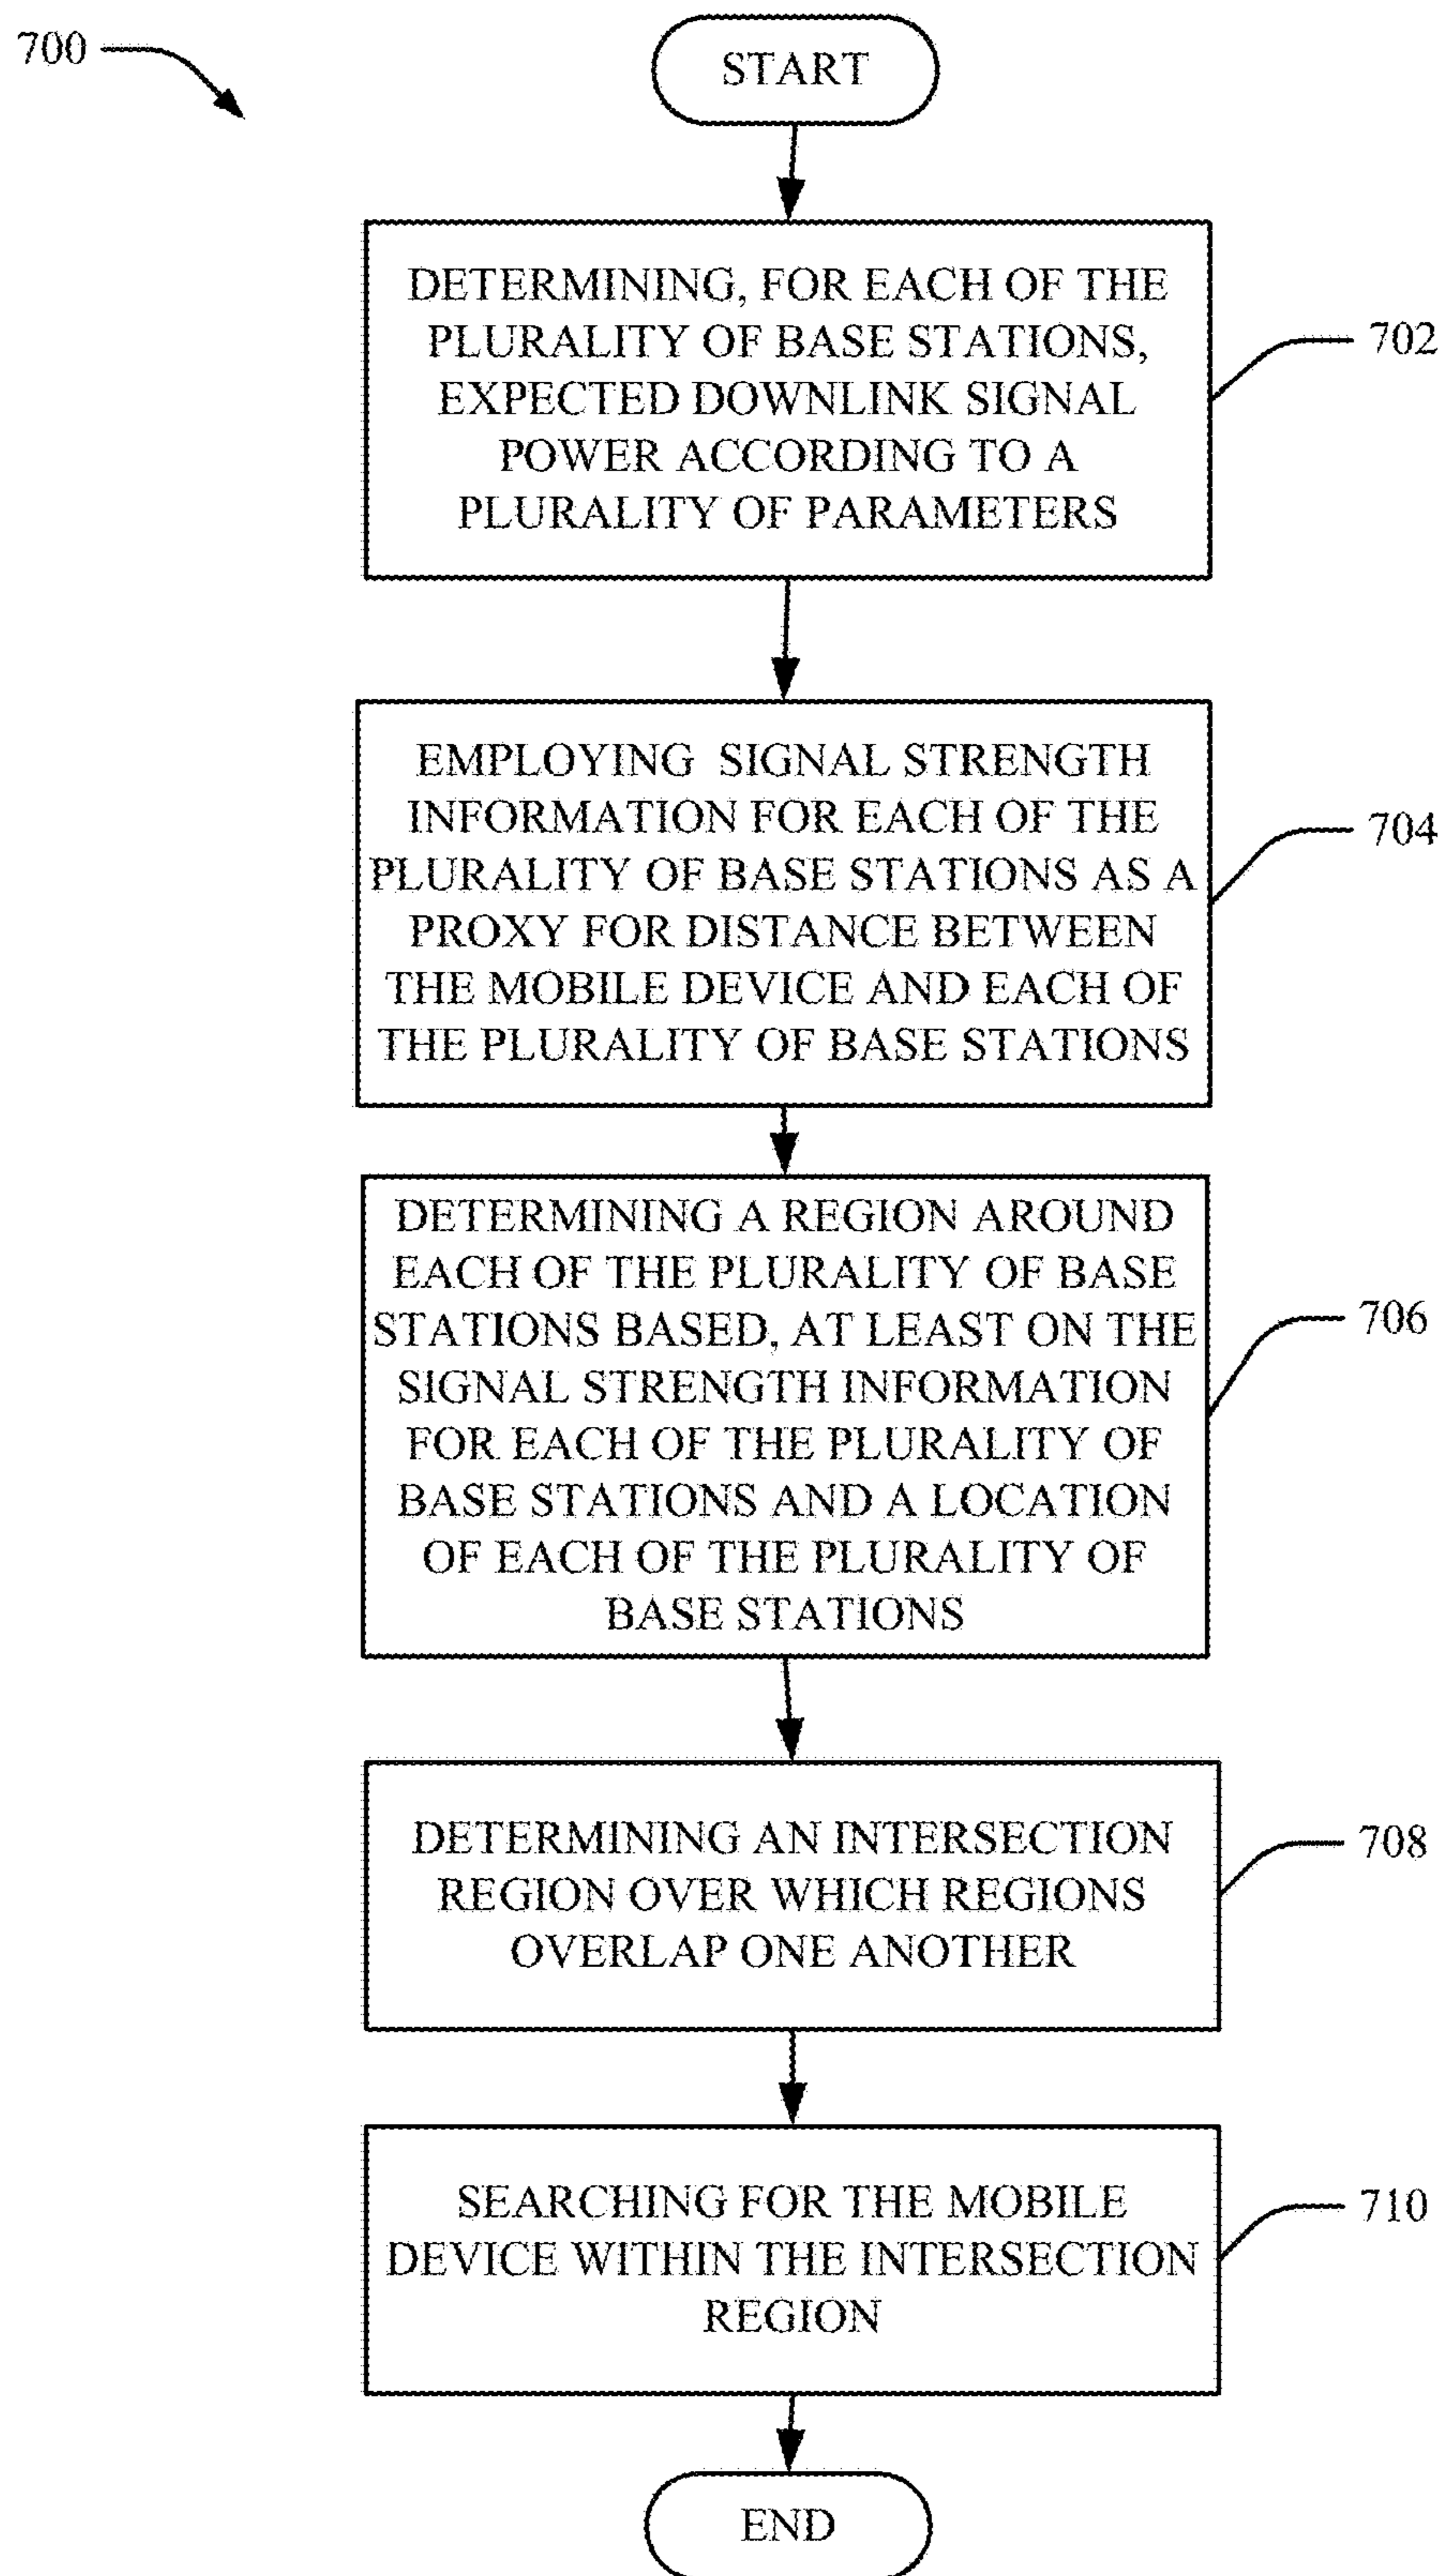 700
START
DETERMINING, FOR EACH OF THE
PLURALITY OF BASE STATIONS,
EXPECTED DOWNLINK SIGNAL
POWER ACCORDING TO A
PLURALITY OF PARAMETERS
702
EMPLOYING SIGNAL STRENGTH
INFORMATION FOR EACH OF THE
PLURALITY OF BASE STATIONS AS A
PROXY FOR DISTANCE BETWEEN
THE MOBILE DEVICE AND EACH OF
THE PLURALITY OF BASE STATIONS
704
DETERMINING A REGION AROUND
EACH OF THE PLURALITY OF BASE
STATIONS BASED, AT LEAST ON THE
SIGNAL STRENGTH INFORMATION
FOR EACH OF THE PLURALITY OF
BASE STATIONS AND A LOCATION
OF EACH OF THE PLURALITY OF
BASE STATIONS
706
DETERMINING AN INTERSECTION
REGION OVER WHICH REGIONS
OVERLAP ONE ANOTHER
708
SEARCHING FOR THE MOBILE
DEVICE WITHIN THE INTERSECTION
REGION
710
END